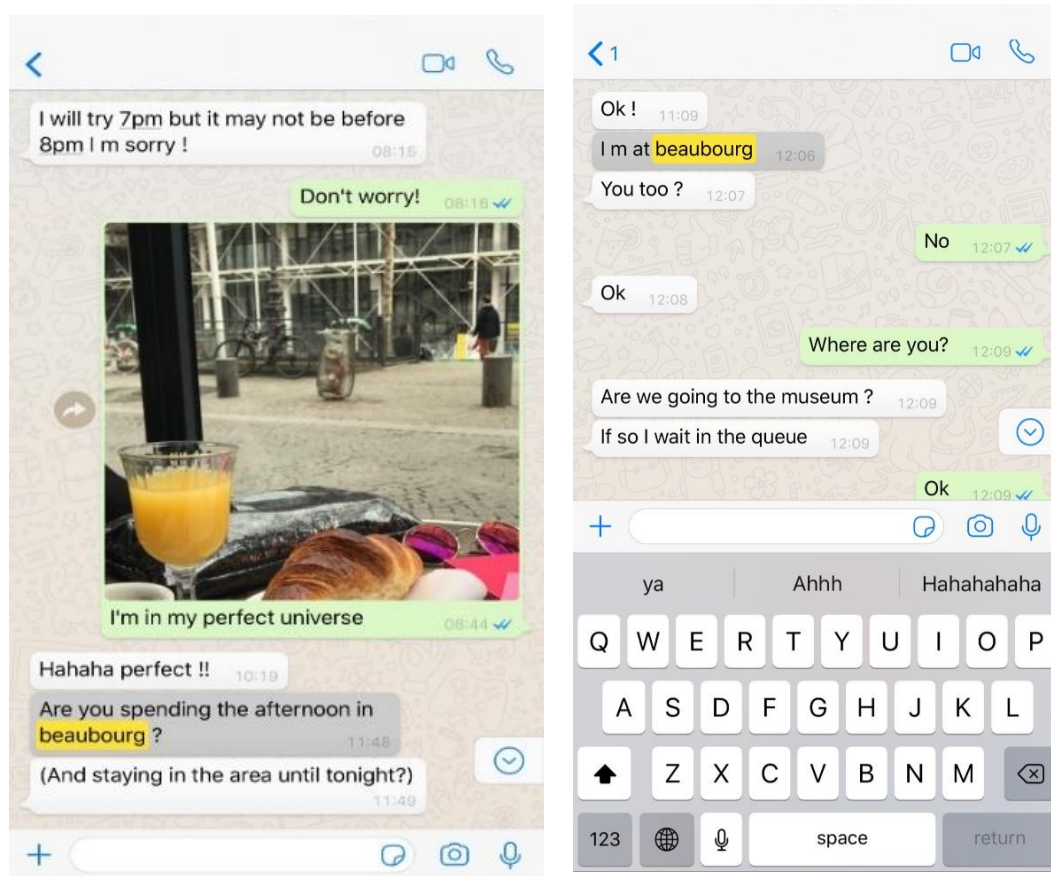 I will try 7pm but it may not be before
8pm I m sorry !
08:15
Don't worry!
08:16
I'm in my perfect universe
08:44
Hahaha perfect !!
10:19
Are you spending the afternoon in
beaubourg ?
11:48
(And staying in the area until tonight?)
11:49
1
Ok !
11:09
I m at beaubourg
12:06
You too ?
12:07
No
12:07
Ok
12:08
Where are you?
12:09
Are we going to the museum ?
12:09
If so I wait in the queue
12:09
Ok
12:09
ya Ahhh Hahahahaha
Q W E R T Y U I O P
A S D F G H J K L
Z X C V B N M
123 space return